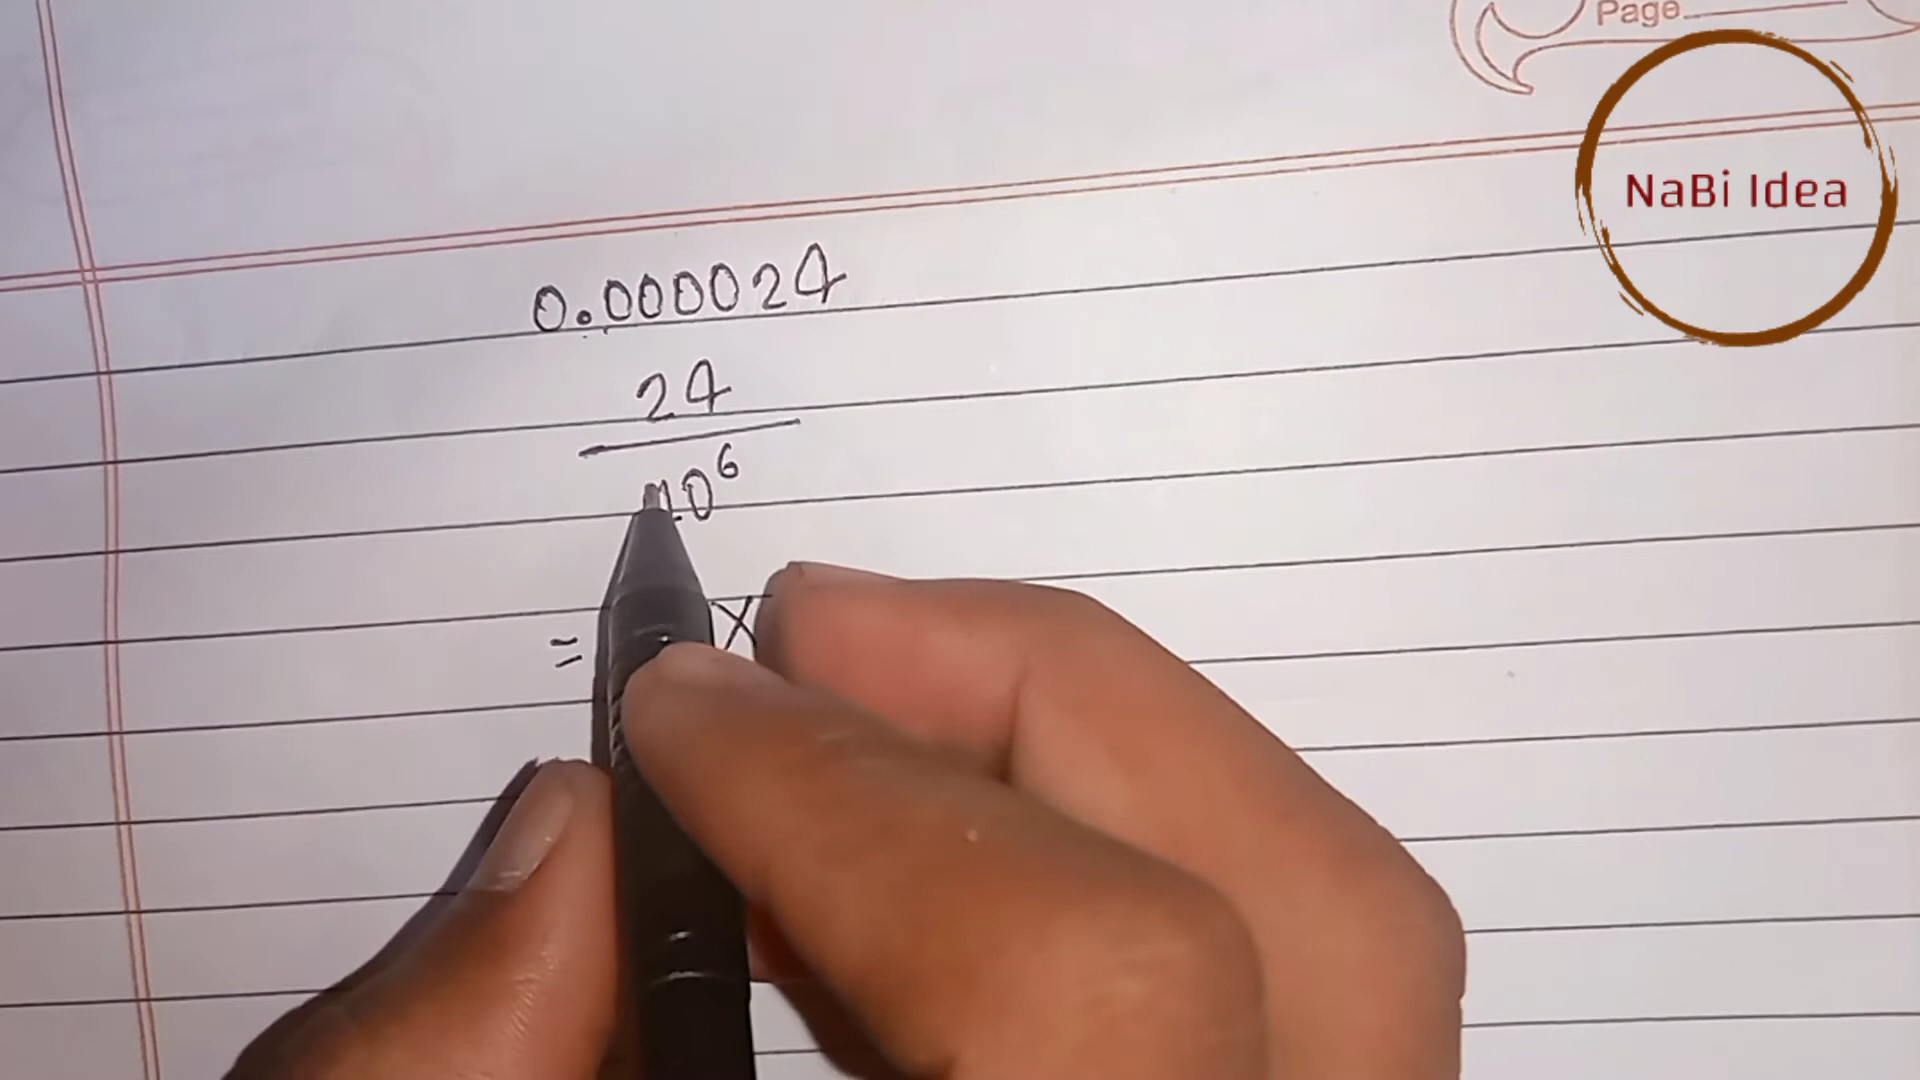 Page
NaBi Idea
0.000024
24
10⁶
= X